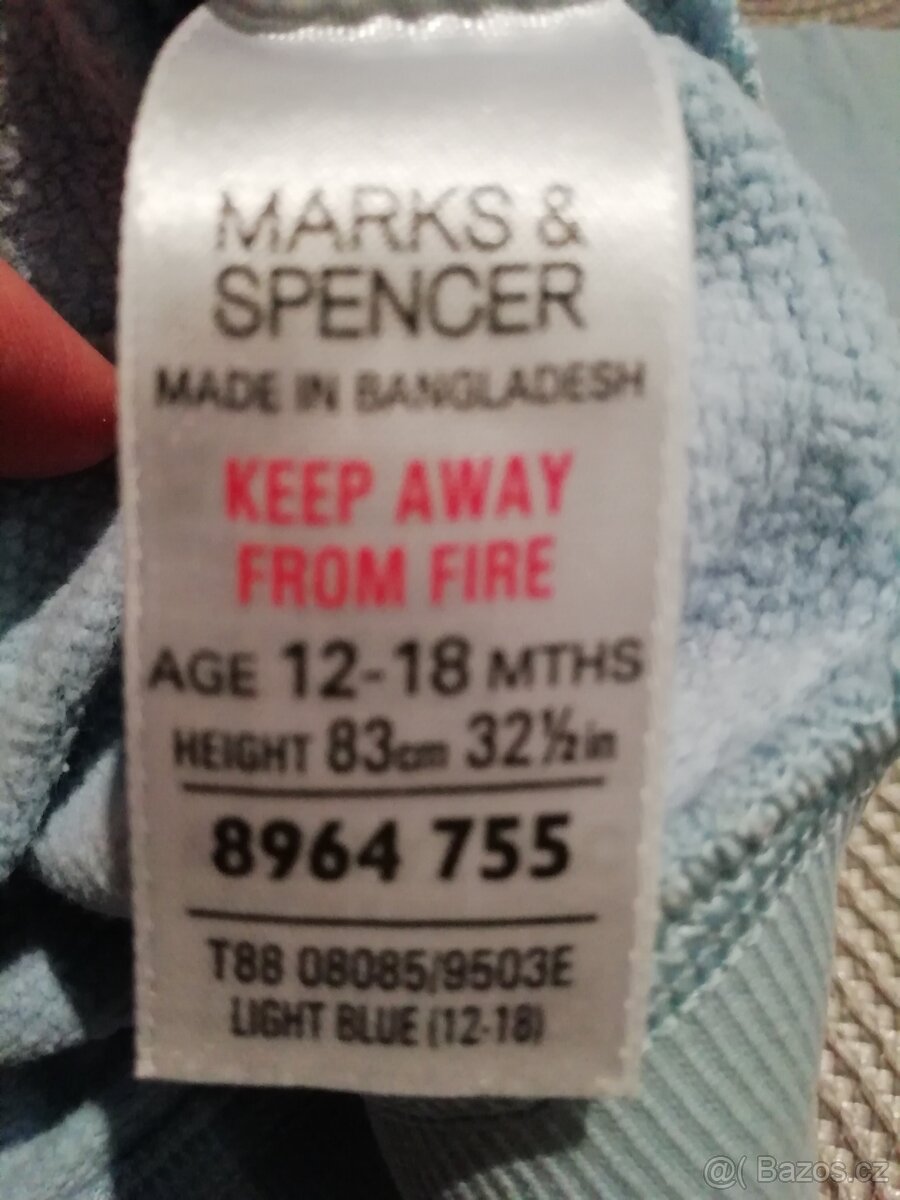 MARKS &
SPENCER
MADE IN BANGLADESH
KEEP AWAY
FROM FIRE
AGE 12-18 MTHS
HEIGHT 83cm 32½in
8964 755
T88 08085/9503E
LIGHT BLUE (12-18)
@( Bazos.cz